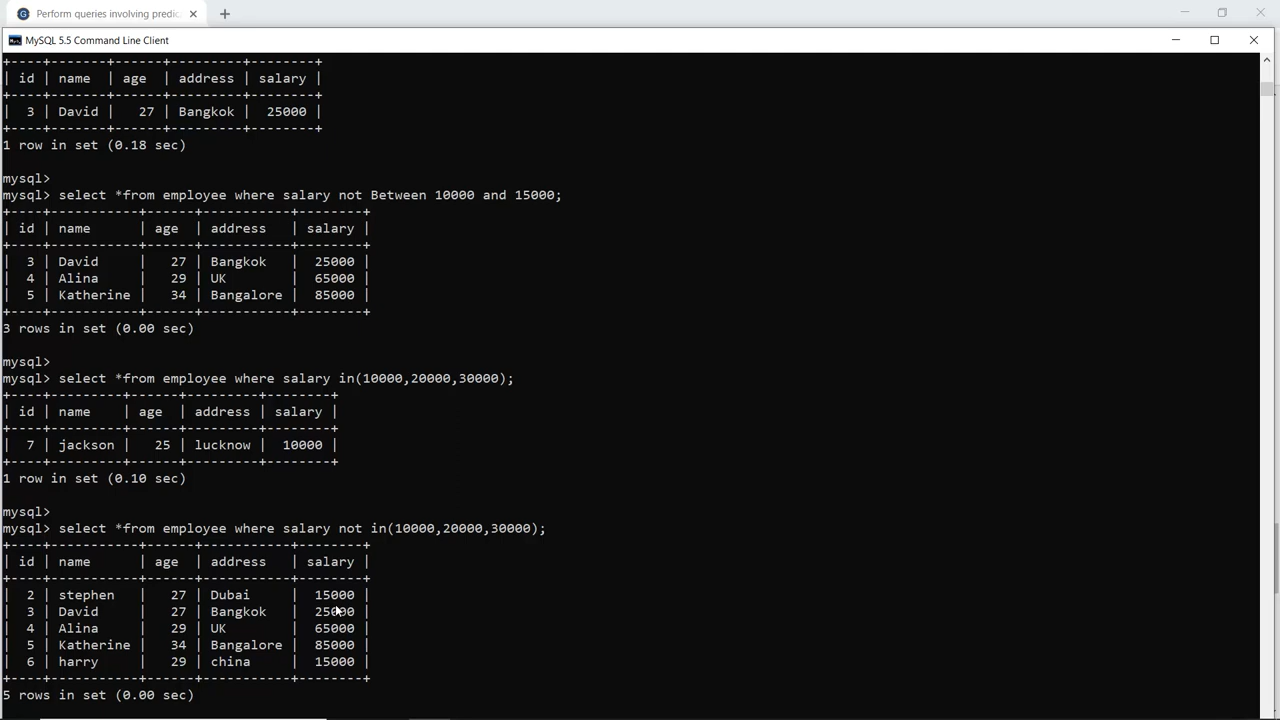 Perform queries involving predic
MySQL 5.5 Command Line Client
+----+-------+------+---------+--------+
| id | name  | age  | address | salary |
+----+-------+------+---------+--------+
|  3 | David |   27 | Bangkok |  25000 |
+----+-------+------+---------+--------+
1 row in set (0.18 sec)
mysql>
mysql> select *from employee where salary not Between 10000 and 15000;
+----+-----------+------+-----------+--------+
| id | name      | age  | address   | salary |
+----+-----------+------+-----------+--------+
|  3 | David     |   27 | Bangkok   |  25000 |
|  4 | Alina     |   29 | UK        |  65000 |
|  5 | Katherine |   34 | Bangalore |  85000 |
+----+-----------+------+-----------+--------+
3 rows in set (0.00 sec)
mysql>
mysql> select *from employee where salary in(10000,20000,30000);
+----+---------+------+---------+--------+
| id | name    | age  | address | salary |
+----+---------+------+---------+--------+
|  7 | jackson |   25 | lucknow |  10000 |
+----+---------+------+---------+--------+
1 row in set (0.10 sec)
mysql>
mysql> select *from employee where salary not in(10000,20000,30000);
+----+-----------+------+-----------+--------+
| id | name      | age  | address   | salary |
+----+-----------+------+-----------+--------+
|  2 | stephen   |   27 | Dubai     |  15000 |
|  3 | David     |   27 | Bangkok   |  25000 |
|  4 | Alina     |   29 | UK        |  65000 |
|  5 | Katherine |   34 | Bangalore |  85000 |
|  6 | harry     |   29 | china     |  15000 |
+----+-----------+------+-----------+--------+
5 rows in set (0.00 sec)